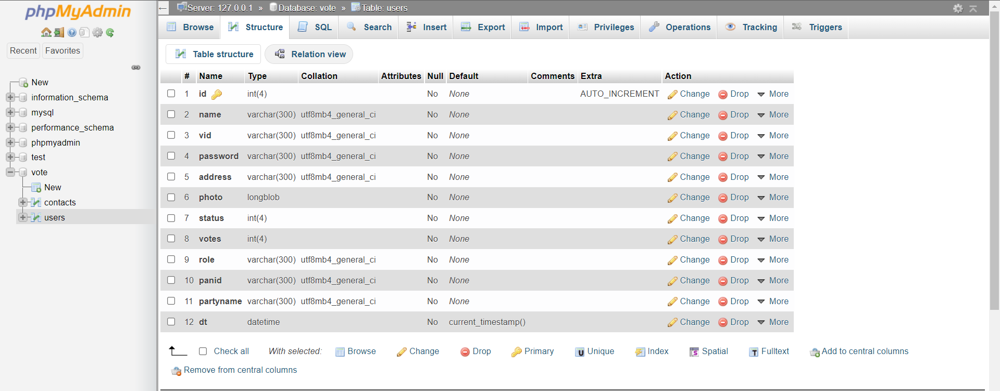 phpMyAdmin
Recent Favorites
New
information_schema
mysql
performance_schema
phpmyadmin
test
vote
New
contacts
users
Server: 127.0.0.1 » Database: vote » Table: users
Browse Structure SQL Search Insert Export Import Privileges Operations Tracking Triggers
Table structure Relation view
# Name Type Collation Attributes Null Default Comments Extra Action
1 id int(4) No None AUTO_INCREMENT Change Drop More
2 name varchar(300) utf8mb4_general_ci No None Change Drop More
3 vid varchar(300) utf8mb4_general_ci No None Change Drop More
4 password varchar(300) utf8mb4_general_ci No None Change Drop More
5 address varchar(300) utf8mb4_general_ci No None Change Drop More
6 photo longblob No None Change Drop More
7 status int(4) No None Change Drop More
8 votes int(4) No None Change Drop More
9 role varchar(300) utf8mb4_general_ci No None Change Drop More
10 panid varchar(300) utf8mb4_general_ci No None Change Drop More
11 partyname varchar(300) utf8mb4_general_ci No None Change Drop More
12 dt datetime No current_timestamp() Change Drop More
Check all With selected: Browse Change Drop Primary Unique Index Spatial Fulltext Add to central columns
Remove from central columns